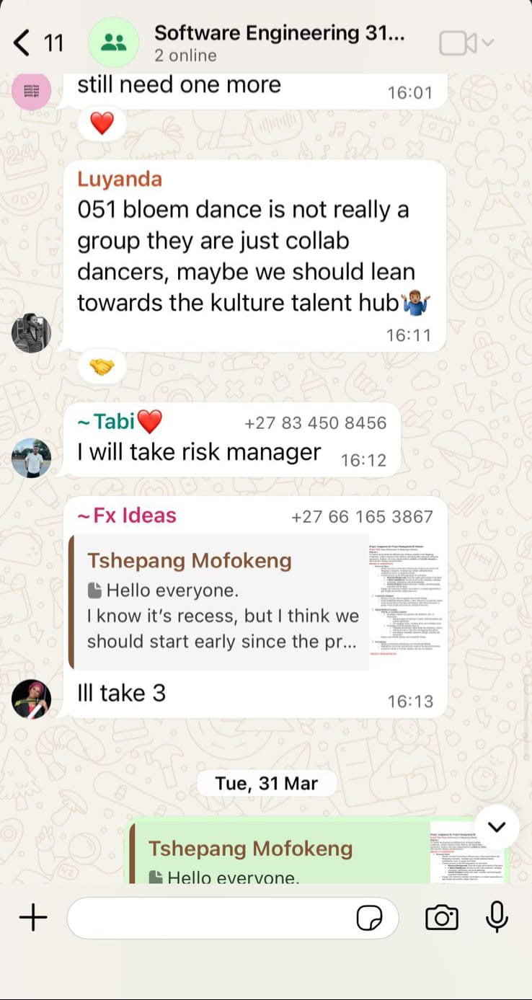 11
Software Engineering 31...
2 online
still need one more
16:01
Luyanda
051 bloem dance is not really a
group they are just collab
dancers, maybe we should lean
towards the kulture talent hub🤷🏾‍♂️
16:11
~Tabi❤️ +27 83 450 8456
I will take risk manager 16:12
~Fx Ideas +27 66 165 3867
Tshepang Mofokeng
Hello everyone.
I know it's recess, but I think we
should start early since the pr...
Ill take 3
16:13
Tue, 31 Mar
Tshepang Mofokeng
Hello everyone.